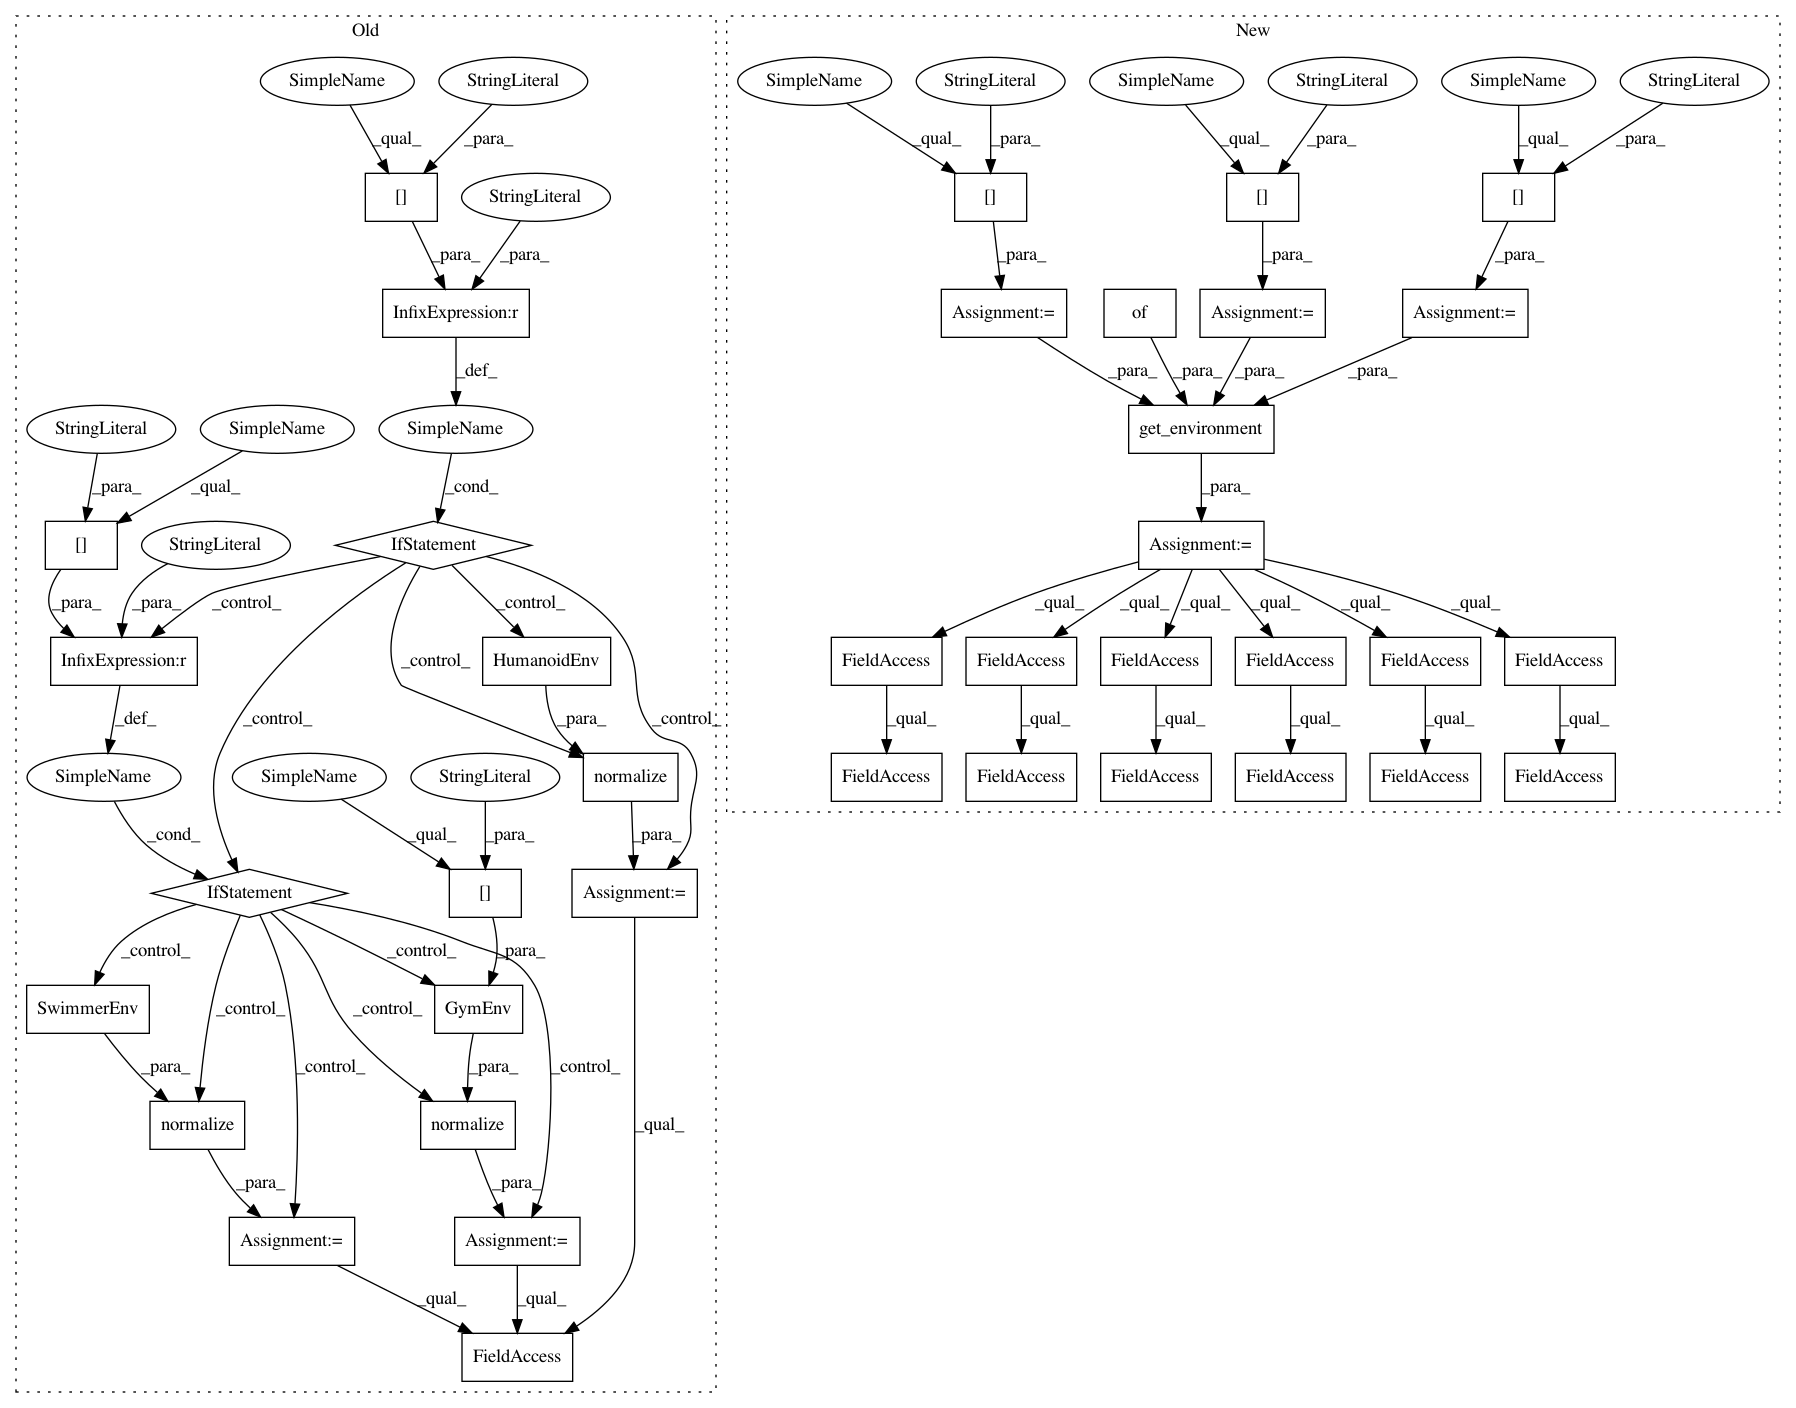 Old
New
SimpleName
StringLiteral
SimpleName
StringLiteral
SimpleName
StringLiteral
SimpleName
StringLiteral
_qual_
_para_
_qual_
_para_
_qual_
_para_
_qual_
_para_
[]
StringLiteral
[]
[]
[]
_para_
_para_
_para_
_para_
_para_
InfixExpression:r
Assignment:=
of
Assignment:=
Assignment:=
_def_
_para_
_para_
_para_
_para_
StringLiteral
SimpleName
SimpleName
get_environment
_para_
_qual_
_cond_
_para_
[]
StringLiteral
IfStatement
Assignment:=
_para_
_para_
_control_
_control_
_qual_
_qual_
_qual_
_qual_
_qual_
_qual_
InfixExpression:r
_control_
HumanoidEnv
FieldAccess
FieldAccess
FieldAccess
FieldAccess
FieldAccess
FieldAccess
_def_
_control_
_para_
_control_
_qual_
_qual_
_qual_
_qual_
_qual_
_qual_
SimpleName
SimpleName
StringLiteral
normalize
FieldAccess
FieldAccess
FieldAccess
FieldAccess
FieldAccess
FieldAccess
_cond_
_qual_
_para_
_para_
IfStatement
[]
Assignment:=
_control_
_control_
_para_
SwimmerEnv
_control_
_control_
GymEnv
_para_
_control_
_para_
_control_
normalize
normalize
_qual_
_para_
_para_
Assignment:=
Assignment:=
_qual_
_qual_
FieldAccess